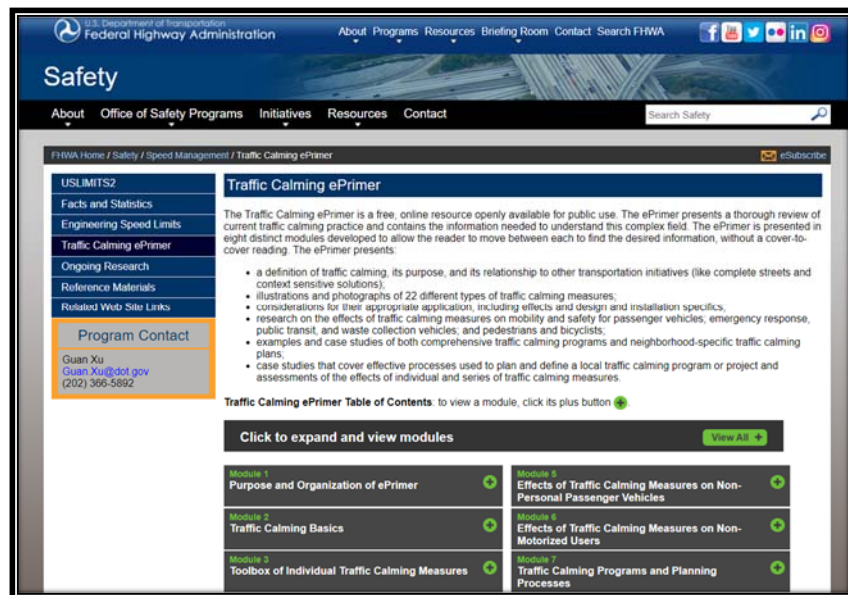 U.S. Department of Transportation
Federal Highway Administration
About Programs Resources Briefing Room Contact Search FHWA
Safety
About Office of Safety Programs Initiatives Resources Contact
Search Safety
FHWA Home / Safety / Speed Management / Traffic Calming ePrimer
eSubscribe
USLIMITS2
Facts and Statistics
Engineering Speed Limits
Traffic Calming ePrimer
Ongoing Research
Reference Materials
Related Web Site Links
Program Contact
Guan Xu
Guan.Xu@dot.gov
(202) 366-5892
Traffic Calming ePrimer
The Traffic Calming ePrimer is a free, online resource openly available for public use. The ePrimer presents a thorough review of
current traffic calming practice and contains the information needed to understand this complex field. The ePrimer is presented in
eight distinct modules developed to allow the reader to move between each to find the desired information, without a cover-to-
cover reading. The ePrimer presents:
• a definition of traffic calming, its purpose, and its relationship to other transportation initiatives (like complete streets and
context sensitive solutions);
• illustrations and photographs of 22 different types of traffic calming measures;
• considerations for their appropriate application, including effects and design and installation specifics;
• research on the effects of traffic calming measures on mobility and safety for passenger vehicles; emergency response,
public transit, and waste collection vehicles; and pedestrians and bicyclists;
• examples and case studies of both comprehensive traffic calming programs and neighborhood-specific traffic calming
plans;
• case studies that cover effective processes used to plan and define a local traffic calming program or project and
assessments of the effects of individual and series of traffic calming measures.
Traffic Calming ePrimer Table of Contents: to view a module, click its plus button
Click to expand and view modules
View All +
Module 1
Purpose and Organization of ePrimer
Module 2
Traffic Calming Basics
Module 3
Toolbox of Individual Traffic Calming Measures
Module 5
Effects of Traffic Calming Measures on Non-
Personal Passenger Vehicles
Module 6
Effects of Traffic Calming Measures on Non-
Motorized Users
Module 7
Traffic Calming Programs and Planning
Processes